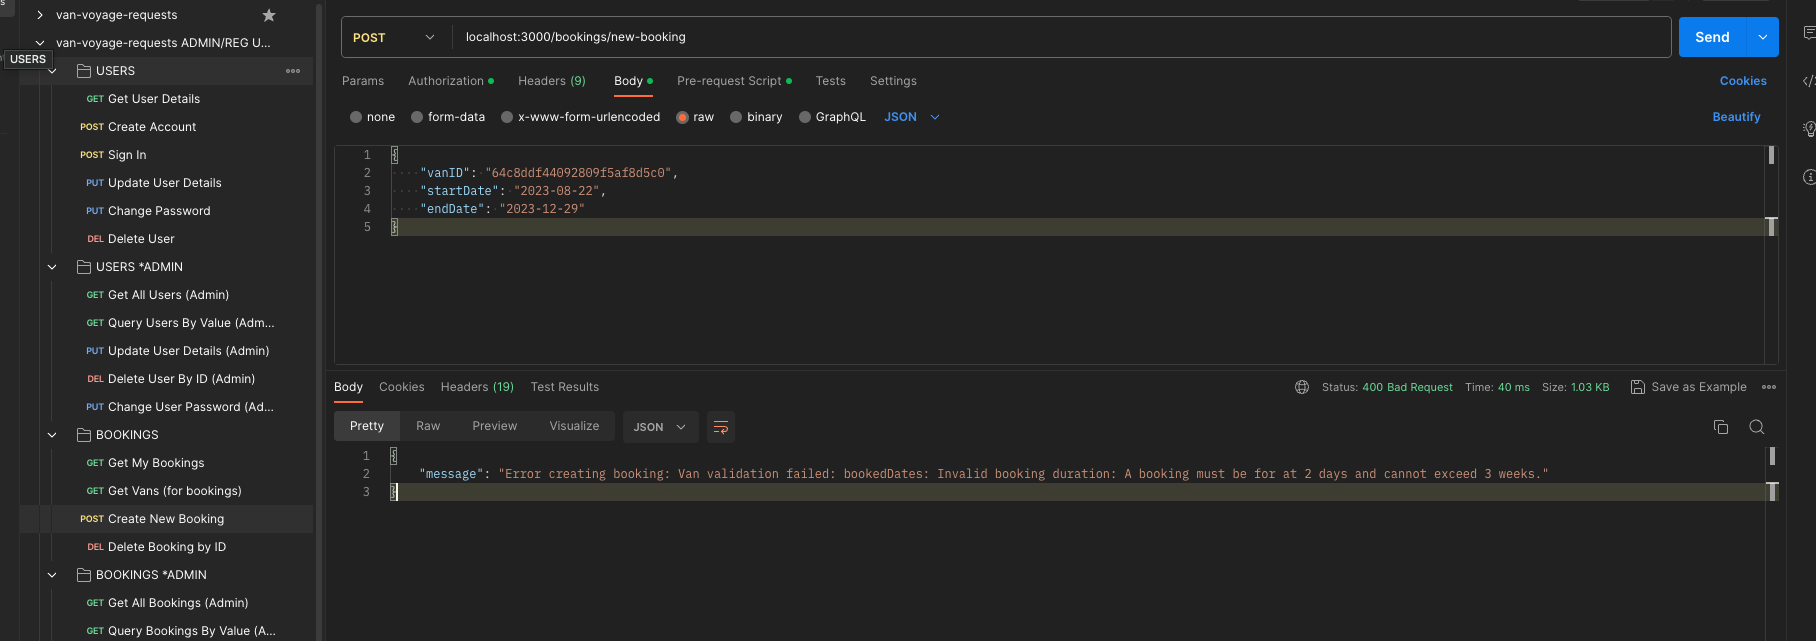 van-voyage-requests
van-voyage-requests ADMIN/REG U...
USERS
USERS
GET Get User Details
POST Create Account
POST Sign In
PUT Update User Details
PUT Change Password
DEL Delete User
USERS *ADMIN
GET Get All Users (Admin)
GET Query Users By Value (Adm...
PUT Update User Details (Admin)
DEL Delete User By ID (Admin)
PUT Change User Password (Ad...
BOOKINGS
GET Get My Bookings
GET Get Vans (for bookings)
POST Create New Booking
DEL Delete Booking by ID
BOOKINGS *ADMIN
GET Get All Bookings (Admin)
GET Query Bookings By Value (A...
POST localhost:3000/bookings/new-booking Send
Params Authorization Headers (9) Body Pre-request Script Tests Settings Cookies
none form-data x-www-form-urlencoded raw binary GraphQL JSON Beautify
1 {
2 "vanID": "64c8ddf44092809f5af8d5c0",
3 "startDate": "2023-08-22",
4 "endDate": "2023-12-29"
5 }
Body Cookies Headers (19) Test Results Status: 400 Bad Request Time: 40 ms Size: 1.03 KB Save as Example
Pretty Raw Preview Visualize JSON
1 {
2 "message": "Error creating booking: Van validation failed: bookedDates: Invalid booking duration: A booking must be for at 2 days and cannot exceed 3 weeks."
3 }